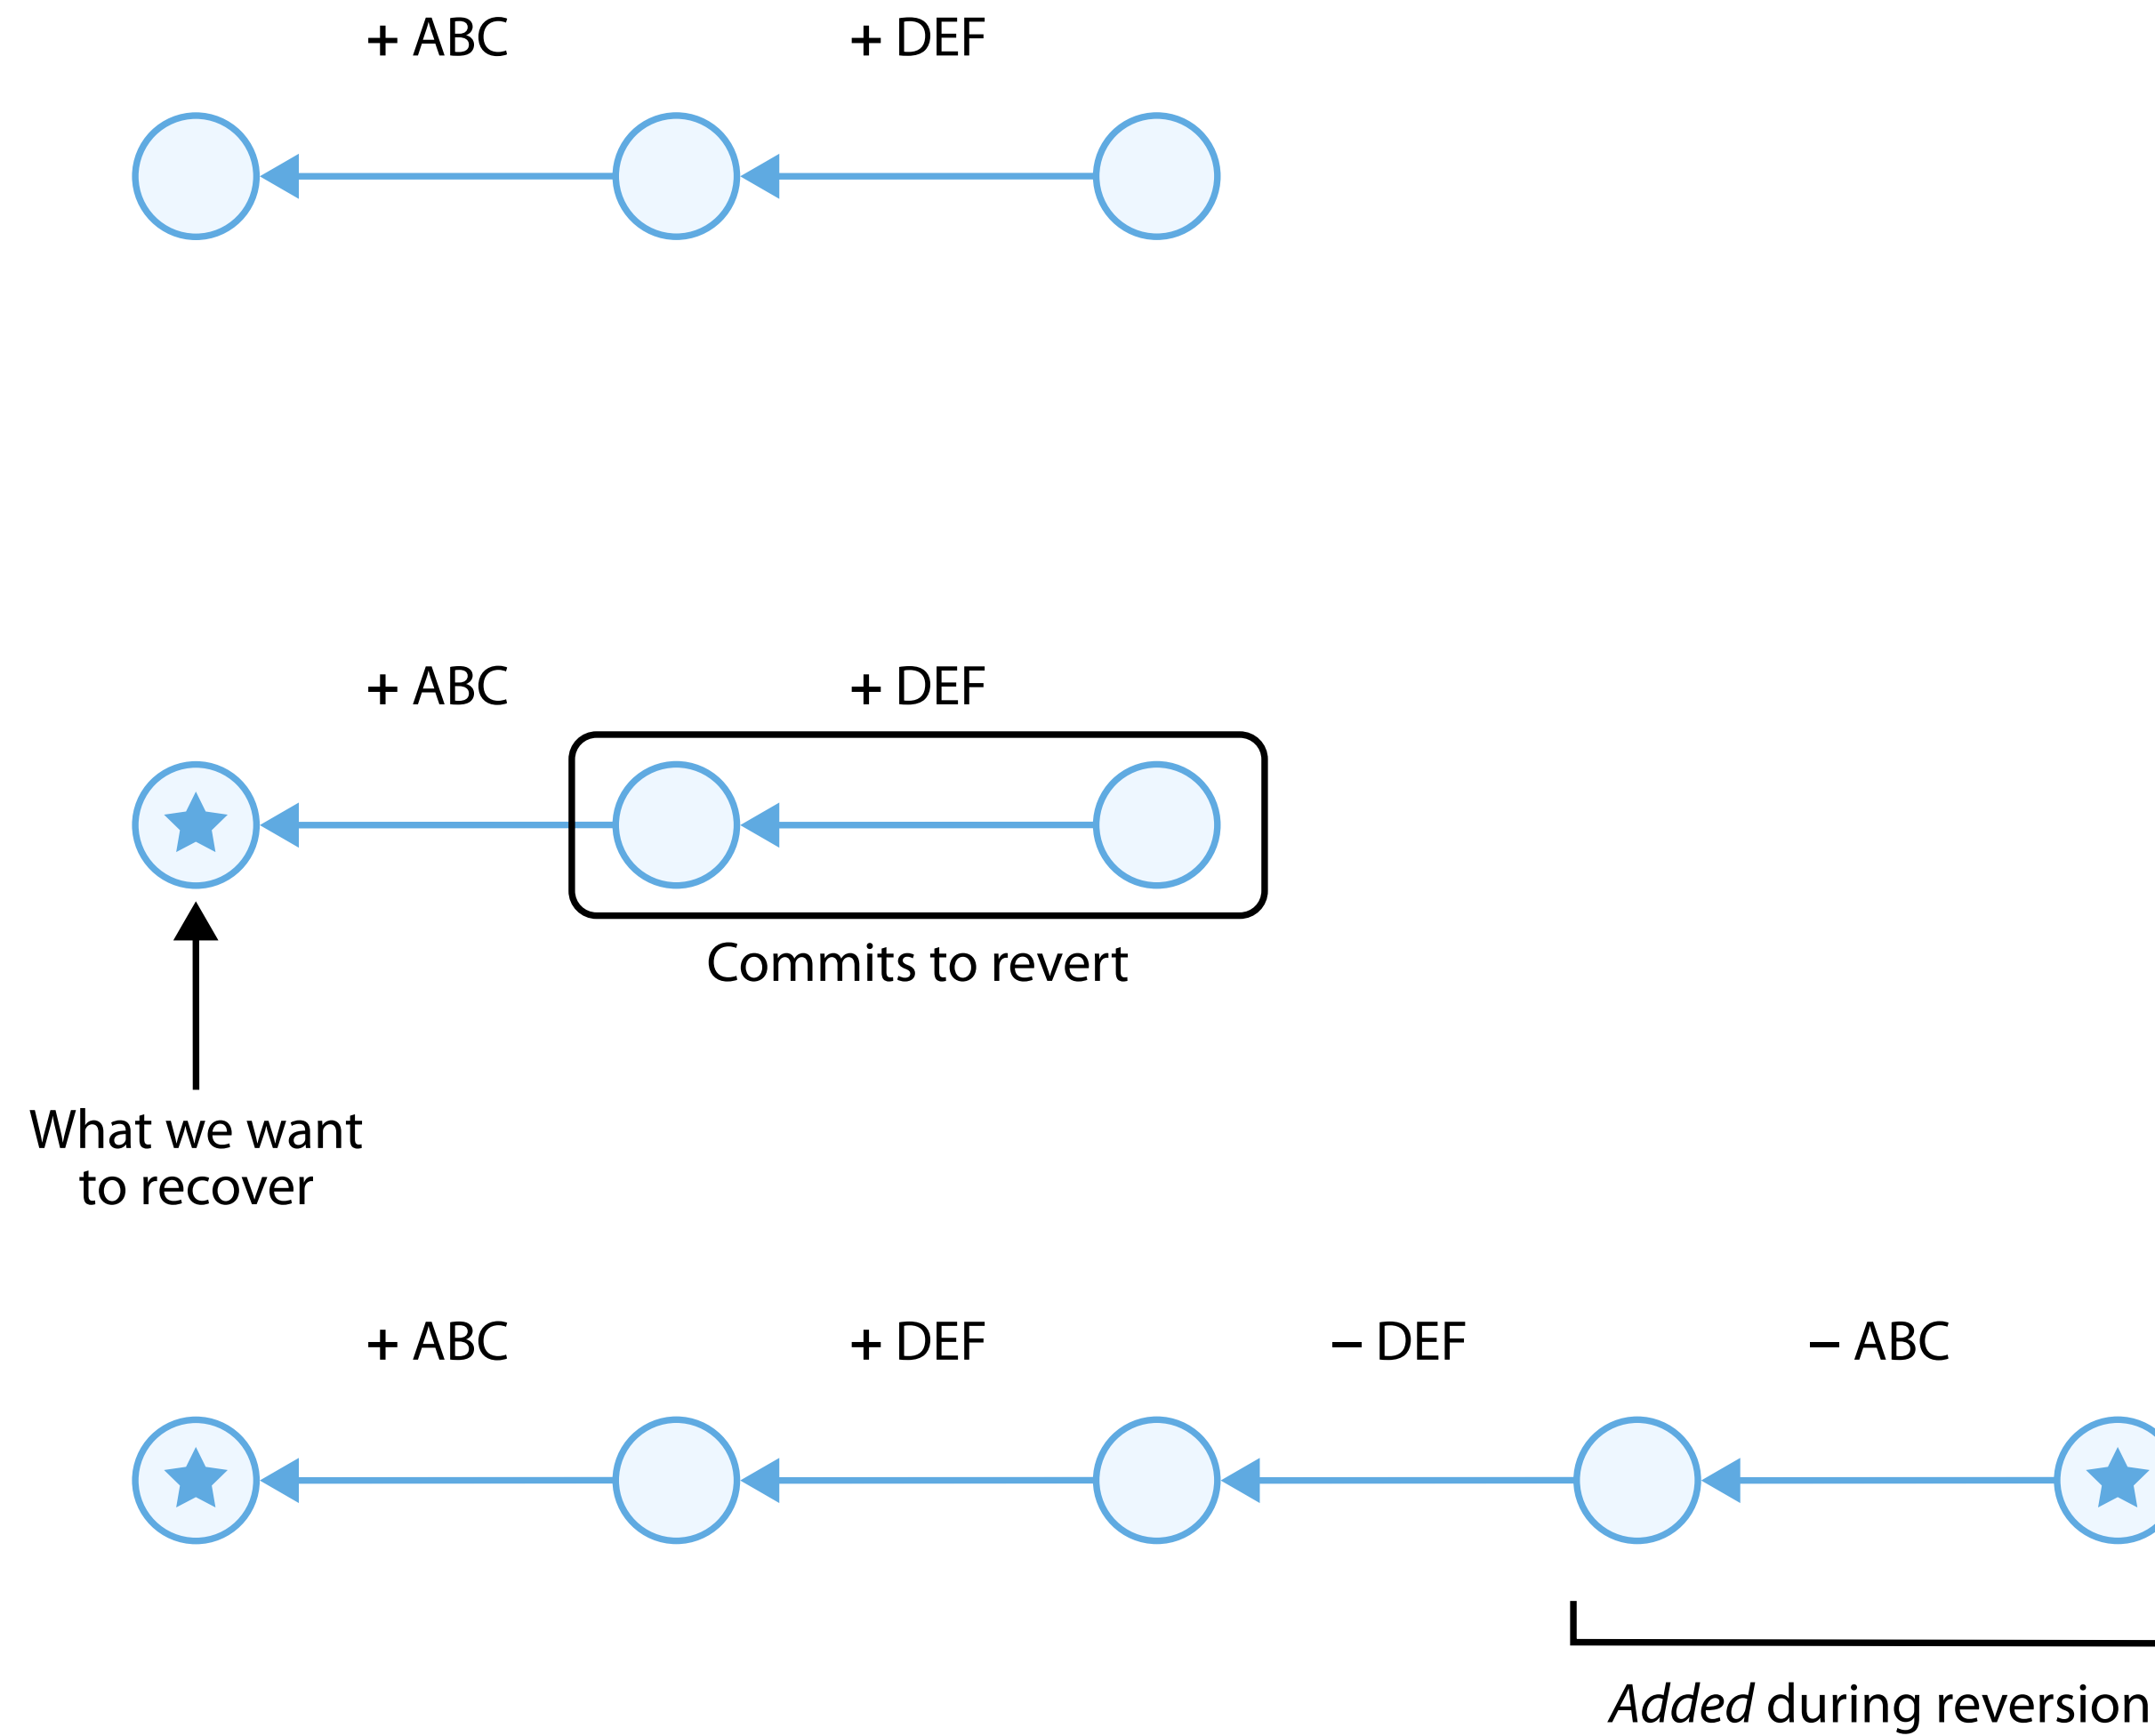 + ABC
+ DEF
+ ABC
+ DEF
Commits to revert
What we want
to recover
+ ABC
+ DEF
– DEF
– ABC
Added during reversion